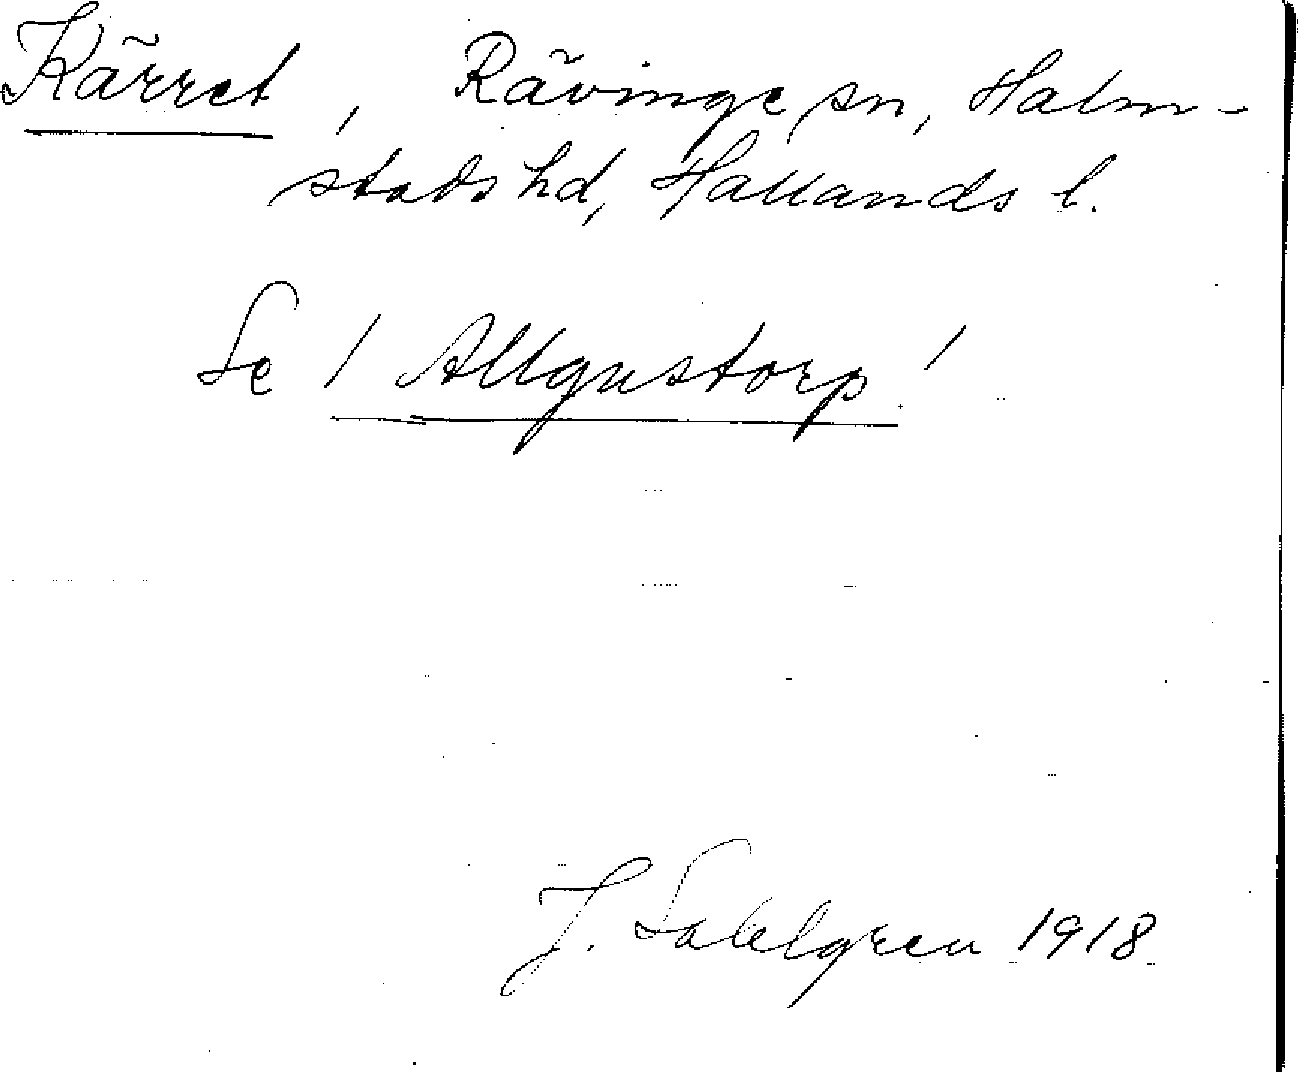 Kärret, Rävinge sn, Halm-
stads hd, Hallands l.
Se / Allgustorp /
J. Sahlgren 1918